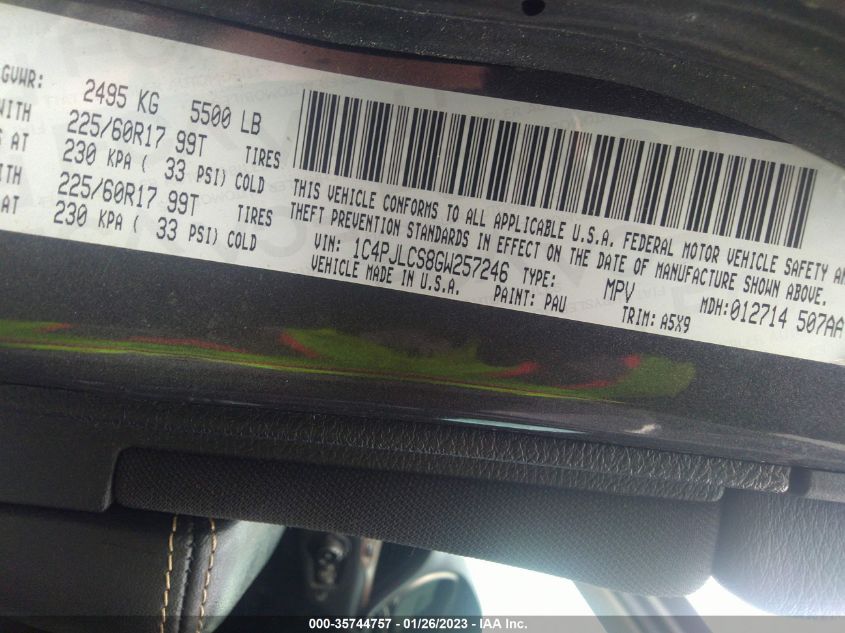 GVWR: 2495 KG 5500 LB
WITH 225/60R17 99T TIRES
AT 230 KPA ( 33 PSI) COLD
WITH 225/60R17 99T TIRES
AT 230 KPA ( 33 PSI) COLD
THIS VEHICLE CONFORMS TO ALL APPLICABLE U.S.A. FEDERAL MOTOR VEHICLE SAFETY AN
THEFT PREVENTION STANDARDS IN EFFECT ON THE DATE OF MANUFACTURE SHOWN ABOVE.
VIN: 1C4PJLCS8GW257246 TYPE: MPV MDH:012714 507AA
VEHICLE MADE IN U.S.A. PAINT: PAU TRIM: A5X9
000-35744757 - 01/26/2023 - IAA Inc.